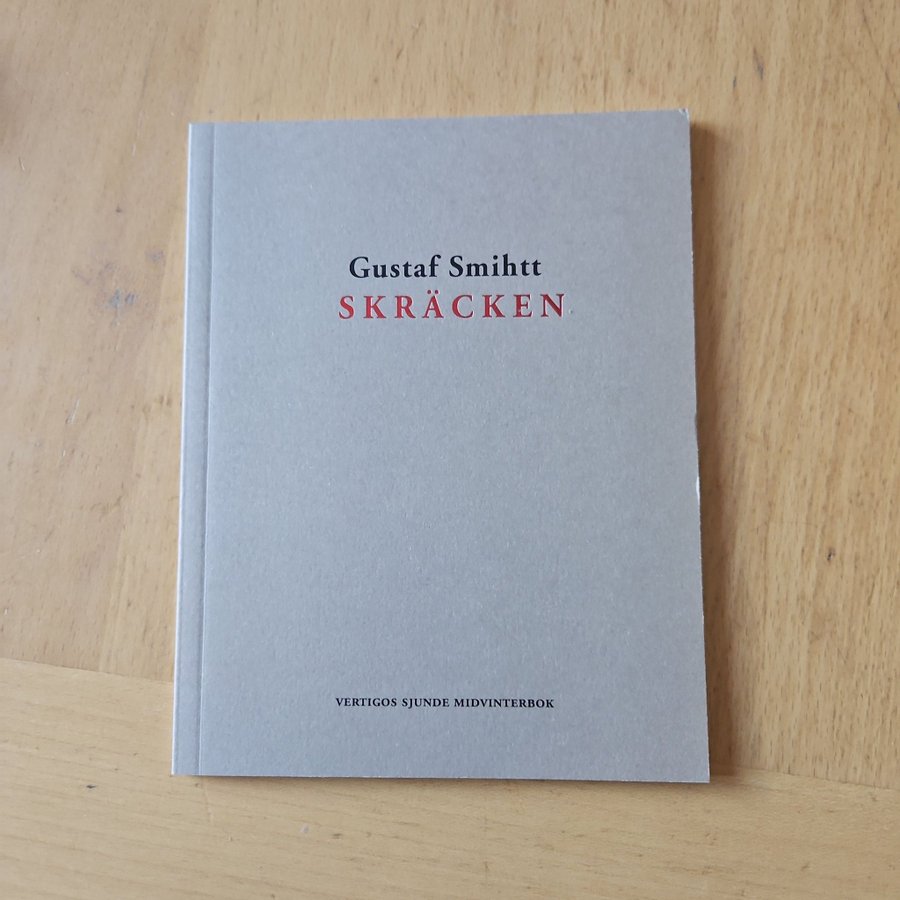 Gustaf Smihtt
SKRÄCKEN
VERTIGOS SJUNDE MIDVINTERBOK